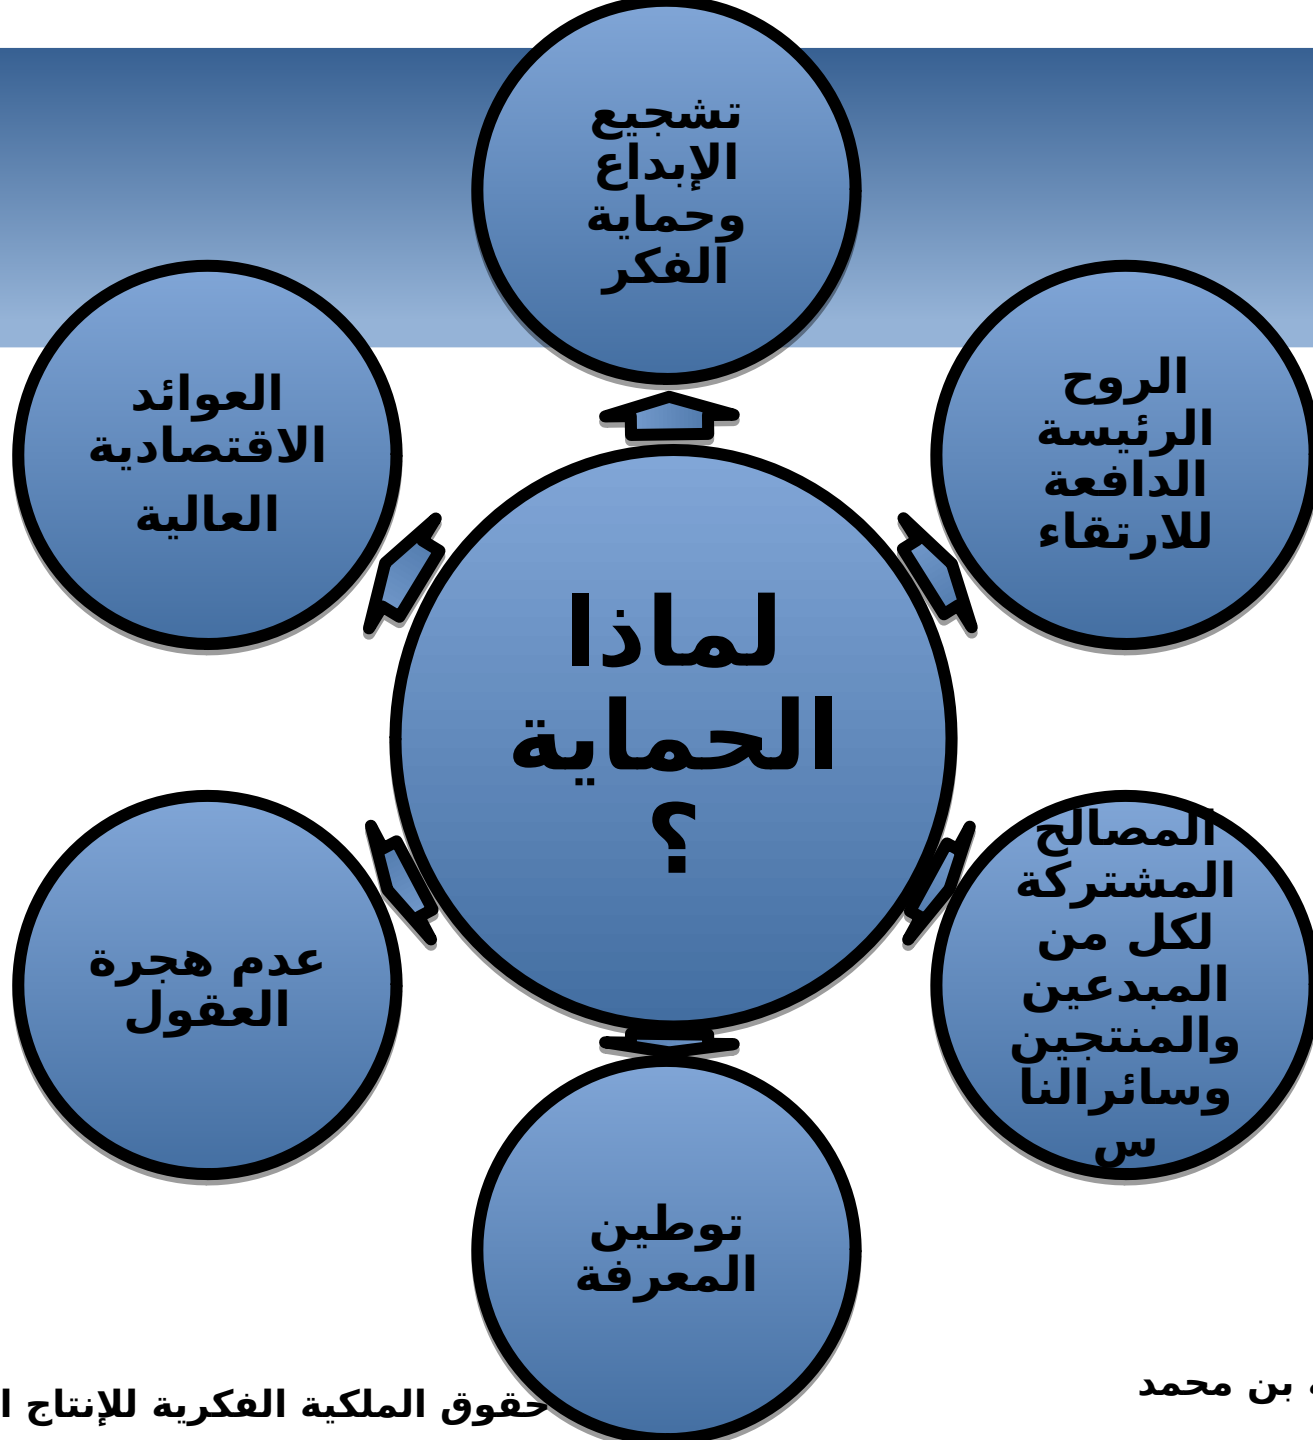 تشجيع
الإبداع
وحماية
الفكر
الروح
الرئيسة
الدافعة
للارتقاء
العوائد
الاقتصادية
العالية
لماذا
الحماية
؟
المصالح
المشتركة
لكل من
المبدعين
والمنتجين
وسائرالنا
س
عدم هجرة
العقول
توطين
المعرفة
بن محمد
حقوق الملكية الفكرية للإنتاج